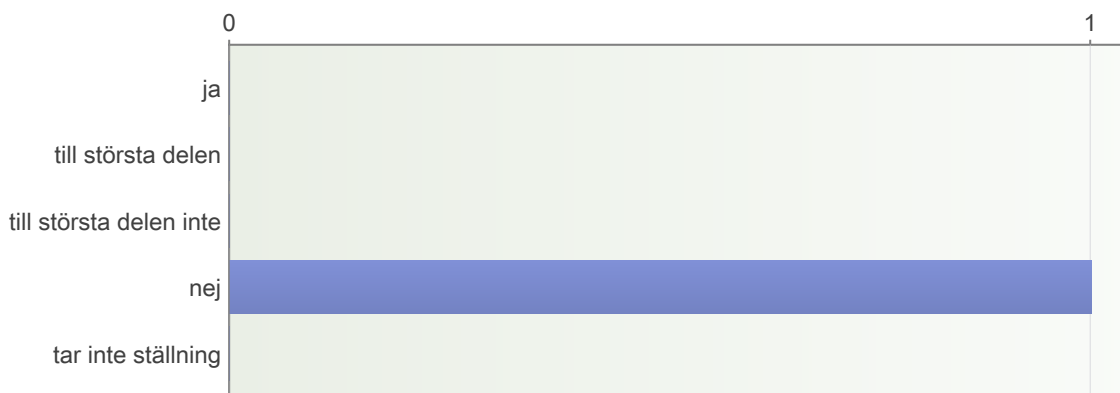 0 1
ja
till största delen
till största delen inte
nej
tar inte ställning